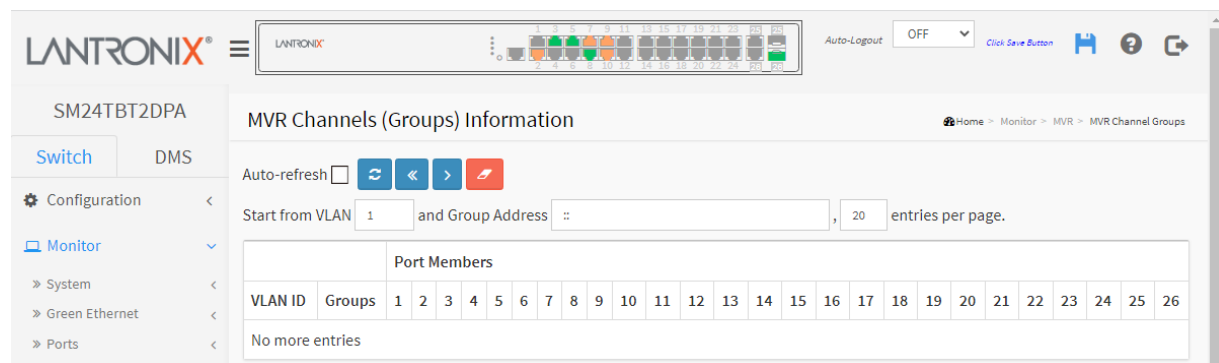 LANTRONIX®
LANTRONIX
1 3 5 7 9 11 13 15 17 19 21 23 25 26
2 4 6 8 10 12 14 16 18 20 22 24
Auto-Logout OFF Click Save Button
SM24TBT2DPA
Switch DMS
Configuration
Monitor
» System
» Green Ethernet
» Ports
MVR Channels (Groups) Information
Home > Monitor > MVR > MVR Channel Groups
Auto-refresh
Start from VLAN 1 and Group Address :: , 20 entries per page.
Port Members
VLAN ID Groups 1 2 3 4 5 6 7 8 9 10 11 12 13 14 15 16 17 18 19 20 21 22 23 24 25 26
No more entries